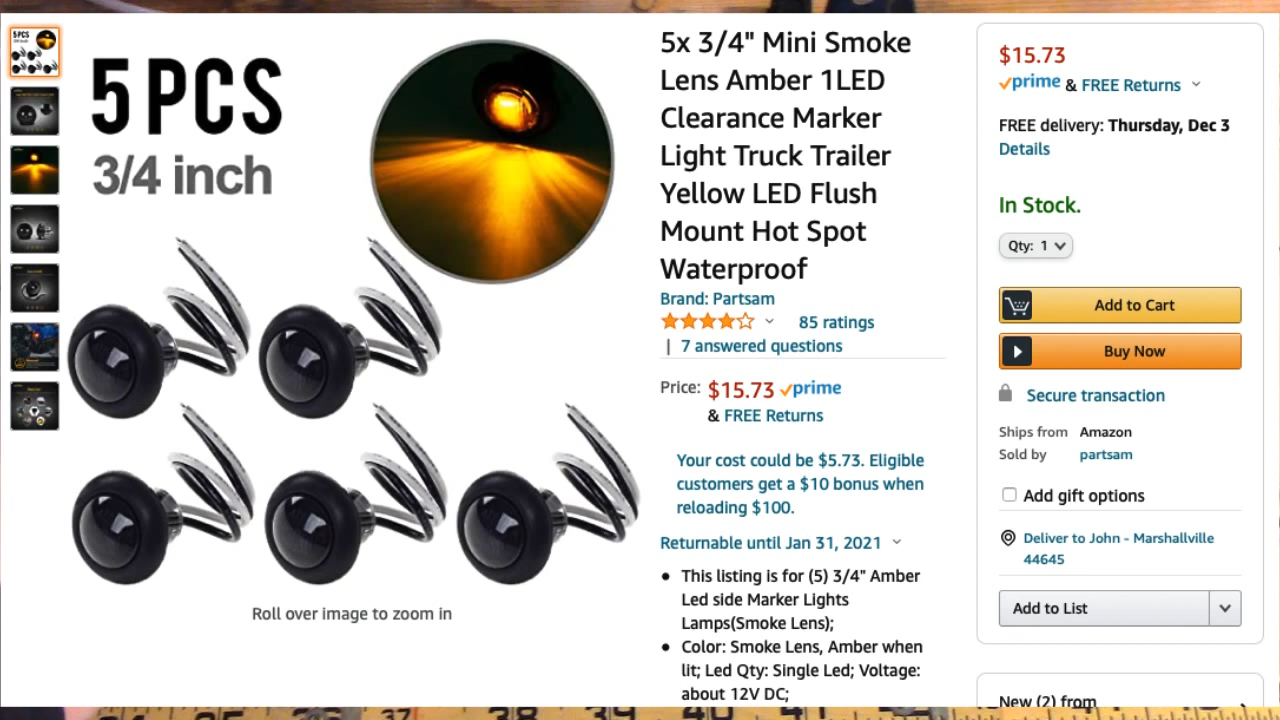 5 PCS
3/4 inch
Roll over image to zoom in
5x 3/4" Mini Smoke
Lens Amber 1LED
Clearance Marker
Light Truck Trailer
Yellow LED Flush
Mount Hot Spot
Waterproof
Brand: Partsam
85 ratings
| 7 answered questions
Price: $15.73 prime
& FREE Returns
Your cost could be $5.73. Eligible
customers get a $10 bonus when
reloading $100.
Returnable until Jan 31, 2021
• This listing is for (5) 3/4" Amber
Led side Marker Lights
Lamps(Smoke Lens);
• Color: Smoke Lens, Amber when
lit; Led Qty: Single Led; Voltage:
about 12V DC;
$15.73
prime & FREE Returns
FREE delivery: Thursday, Dec 3
Details
In Stock.
Qty: 1
Add to Cart
Buy Now
Secure transaction
Ships from Amazon
Sold by partsam
Add gift options
Deliver to John - Marshallville
44645
Add to List
New (2) from
37 38 39